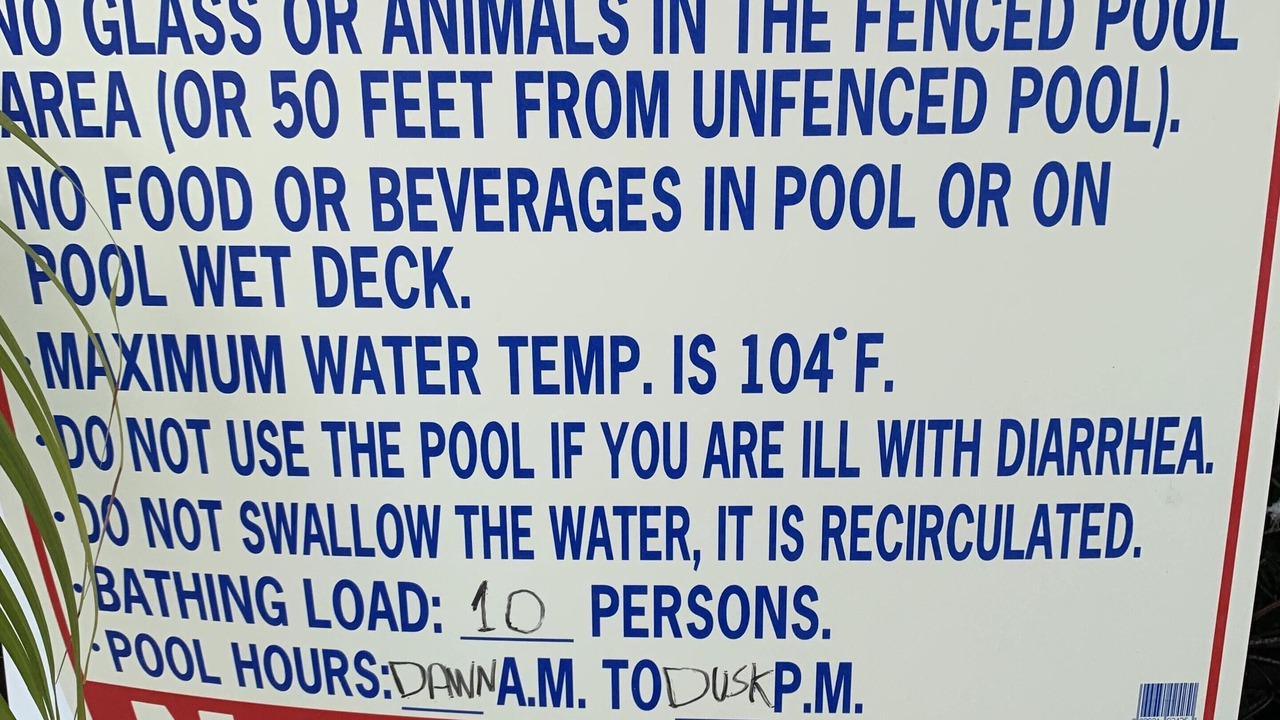 NO GLASS OR ANIMALS IN THE FENCED POOL
AREA (OR 50 FEET FROM UNFENCED POOL).
NO FOOD OR BEVERAGES IN POOL OR ON
POOL WET DECK.
·MAXIMUM WATER TEMP. IS 104°F.
·DO NOT USE THE POOL IF YOU ARE ILL WITH DIARRHEA.
·DO NOT SWALLOW THE WATER, IT IS RECIRCULATED.
·BATHING LOAD: 10 PERSONS.
·POOL HOURS: DAWN A.M. TO DUSK P.M.